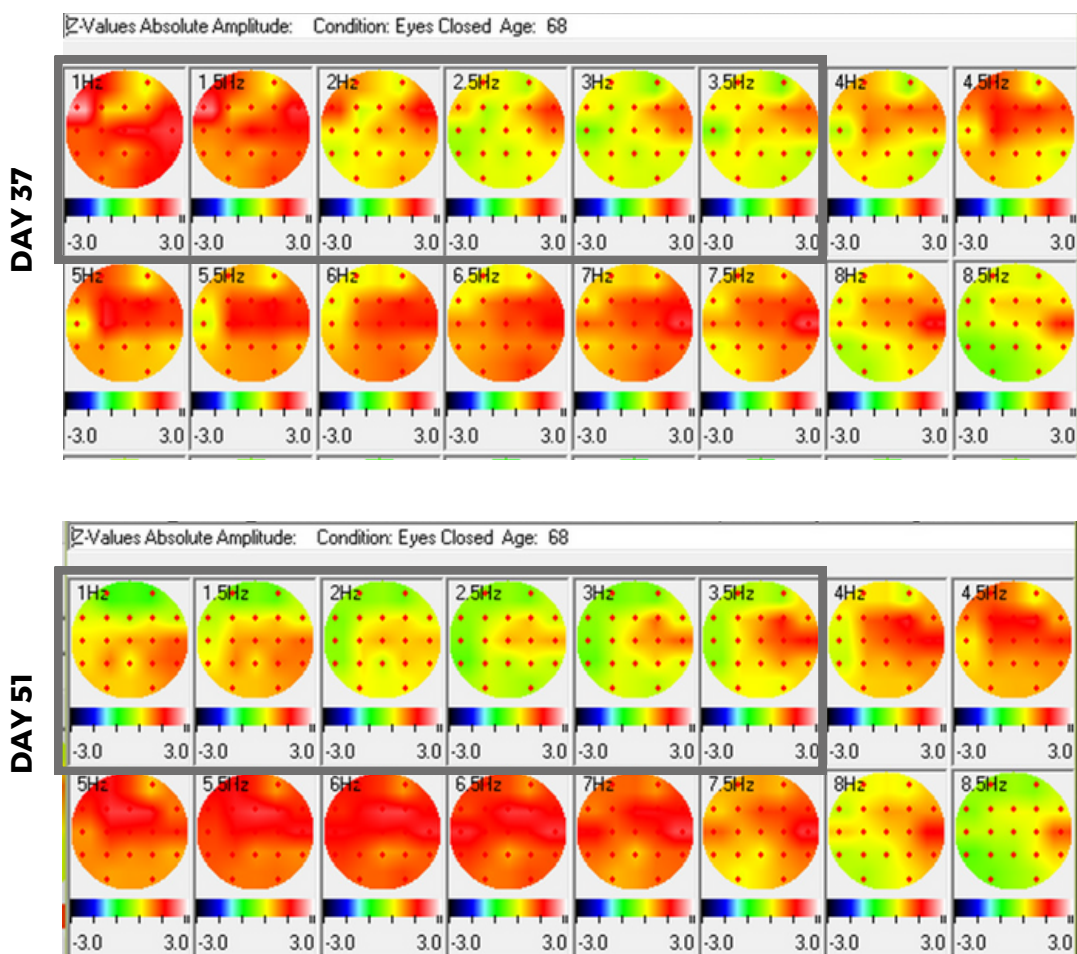 Z-Values Absolute Amplitude: Condition: Eyes Closed Age: 68
DAY 37
1Hz 1.5Hz 2Hz 2.5Hz 3Hz 3.5Hz 4Hz 4.5Hz
-3.0 3.0 -3.0 3.0 -3.0 3.0 -3.0 3.0 -3.0 3.0 -3.0 3.0 -3.0 3.0 -3.0 3.0
5Hz 5.5Hz 6Hz 6.5Hz 7Hz 7.5Hz 8Hz 8.5Hz
-3.0 3.0 -3.0 3.0 -3.0 3.0 -3.0 3.0 -3.0 3.0 -3.0 3.0 -3.0 3.0 -3.0 3.0
Z-Values Absolute Amplitude: Condition: Eyes Closed Age: 68
DAY 51
1Hz 1.5Hz 2Hz 2.5Hz 3Hz 3.5Hz 4Hz 4.5Hz
-3.0 3.0 -3.0 3.0 -3.0 3.0 -3.0 3.0 -3.0 3.0 -3.0 3.0 -3.0 3.0 -3.0 3.0
5Hz 5.5Hz 6Hz 6.5Hz 7Hz 7.5Hz 8Hz 8.5Hz
-3.0 3.0 -3.0 3.0 -3.0 3.0 -3.0 3.0 -3.0 3.0 -3.0 3.0 -3.0 3.0 -3.0 3.0